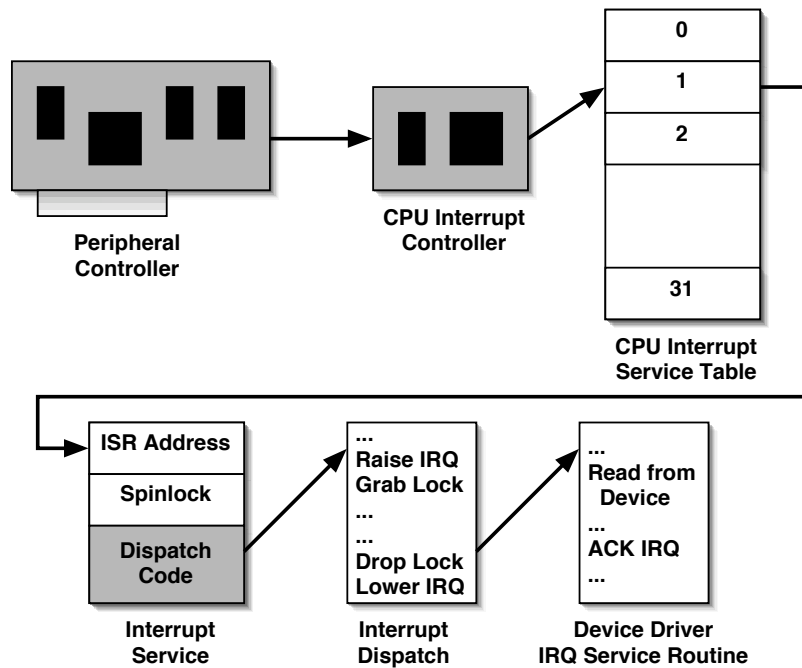 0
1
2
31
Peripheral
Controller
CPU Interrupt
Controller
CPU Interrupt
Service Table
ISR Address
Spinlock
Dispatch
Code
Interrupt
Service
...
Raise IRQ
Grab Lock
...
...
Drop Lock
Lower IRQ
Interrupt
Dispatch
...
Read from
Device
...
ACK IRQ
...
Device Driver
IRQ Service Routine